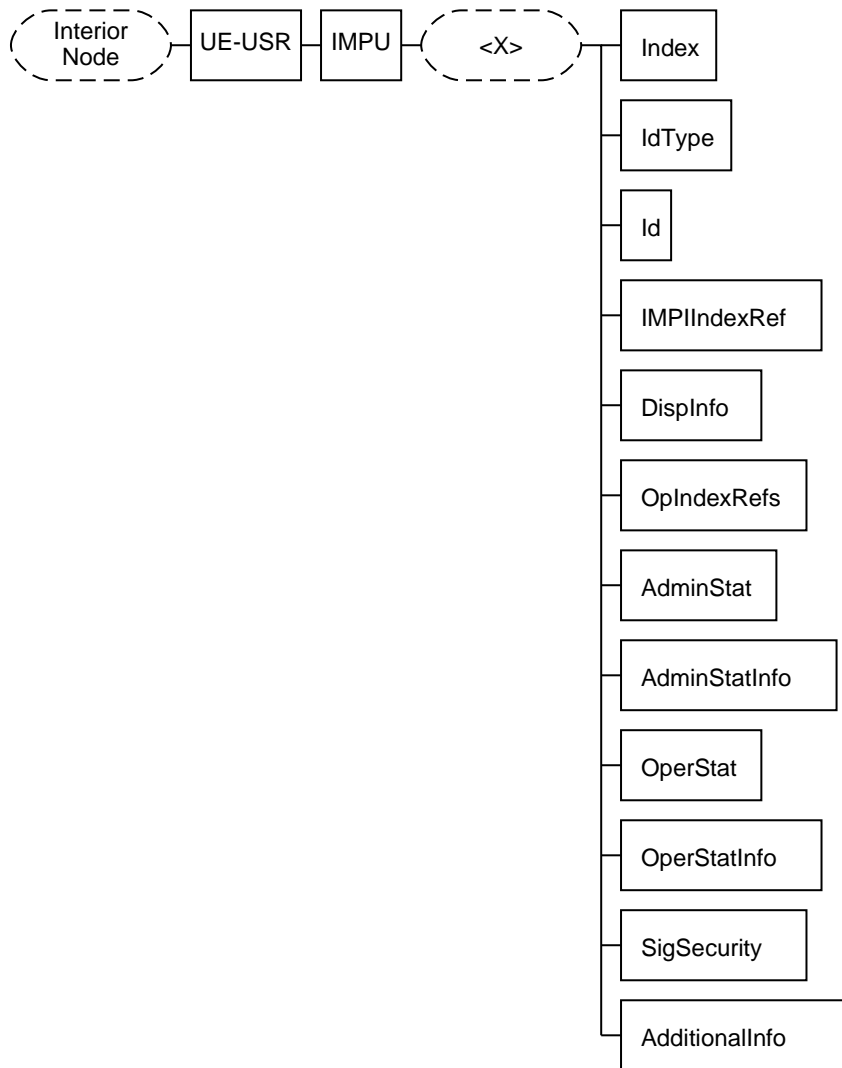 Interior
Node
UE-USR
IMPU
<X>
Index
IdType
Id
IMPIIndexRef
DispInfo
OpIndexRefs
AdminStat
AdminStatInfo
OperStat
OperStatInfo
SigSecurity
AdditionalInfo